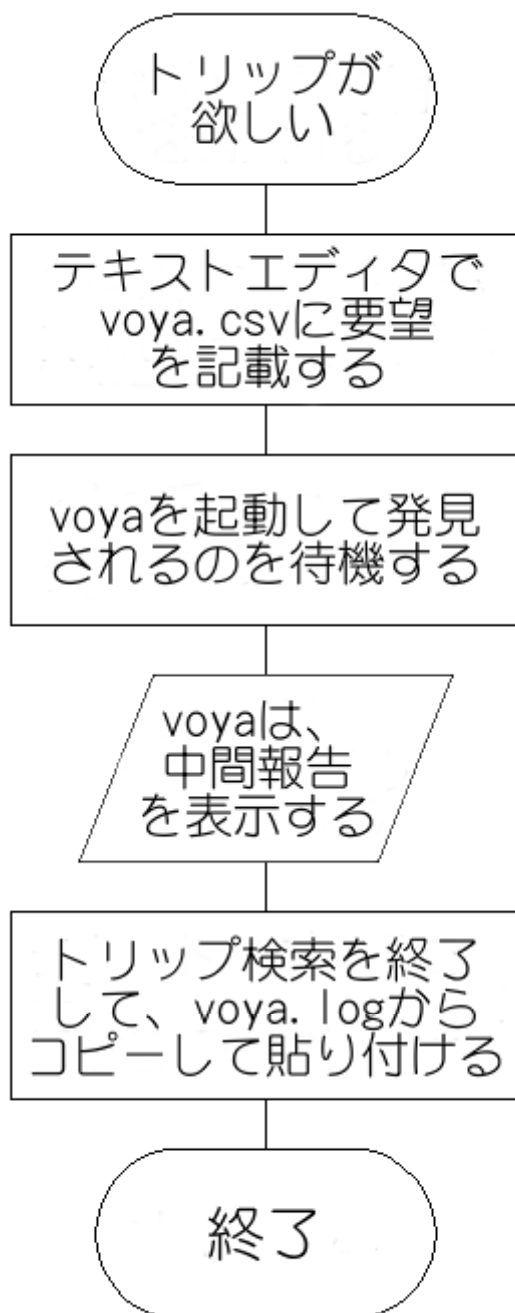 トリップが
欲しい
テキストエディタで
voya.csvに要望
を記載する
voyaを起動して発見
されるのを待機する
voyaは、
中間報告
を表示する
トリップ検索を終了
して、voya.logから
コピーして貼り付ける
終了